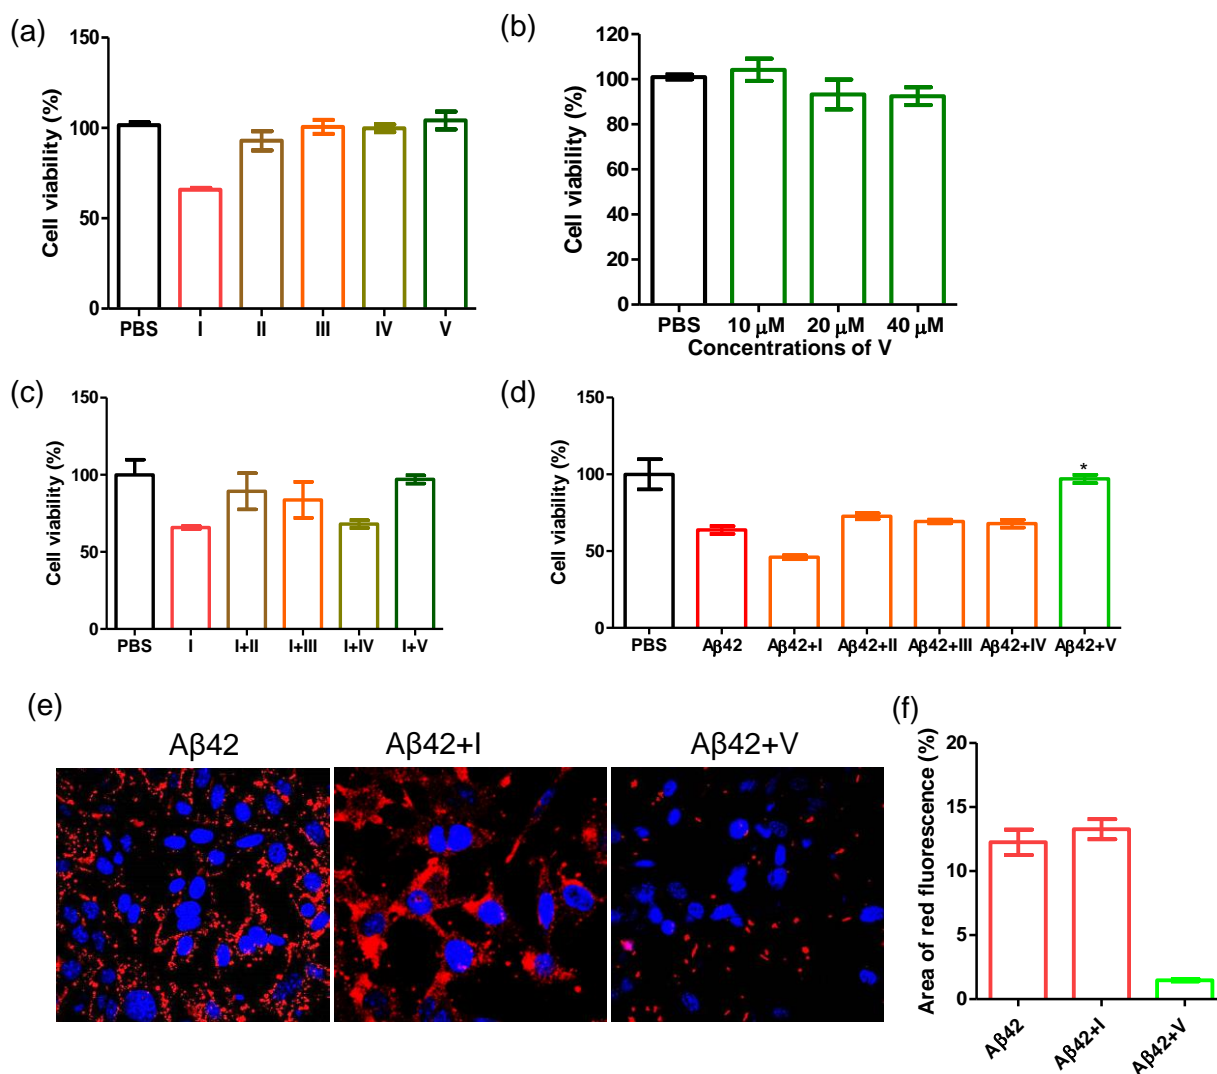 (a)
150
100
50
0
Cell viability (%)
PBS I II III IV V
(b)
120
100
80
60
40
20
0
Cell viability (%)
PBS 10 μM 20 μM 40 μM
Concentrations of V
(c)
150
100
50
0
Cell viability (%)
PBS I I+II I+III I+IV I+V
(d)
150
100
50
0
Cell viability (%)
*
PBS Aβ42 Aβ42+I Aβ42+II Aβ42+III Aβ42+IV Aβ42+V
(e)
Aβ42 Aβ42+I Aβ42+V
(f)
20
15
10
5
0
Area of red fluorescence (%)
Aβ42 Aβ42+I Aβ42+V